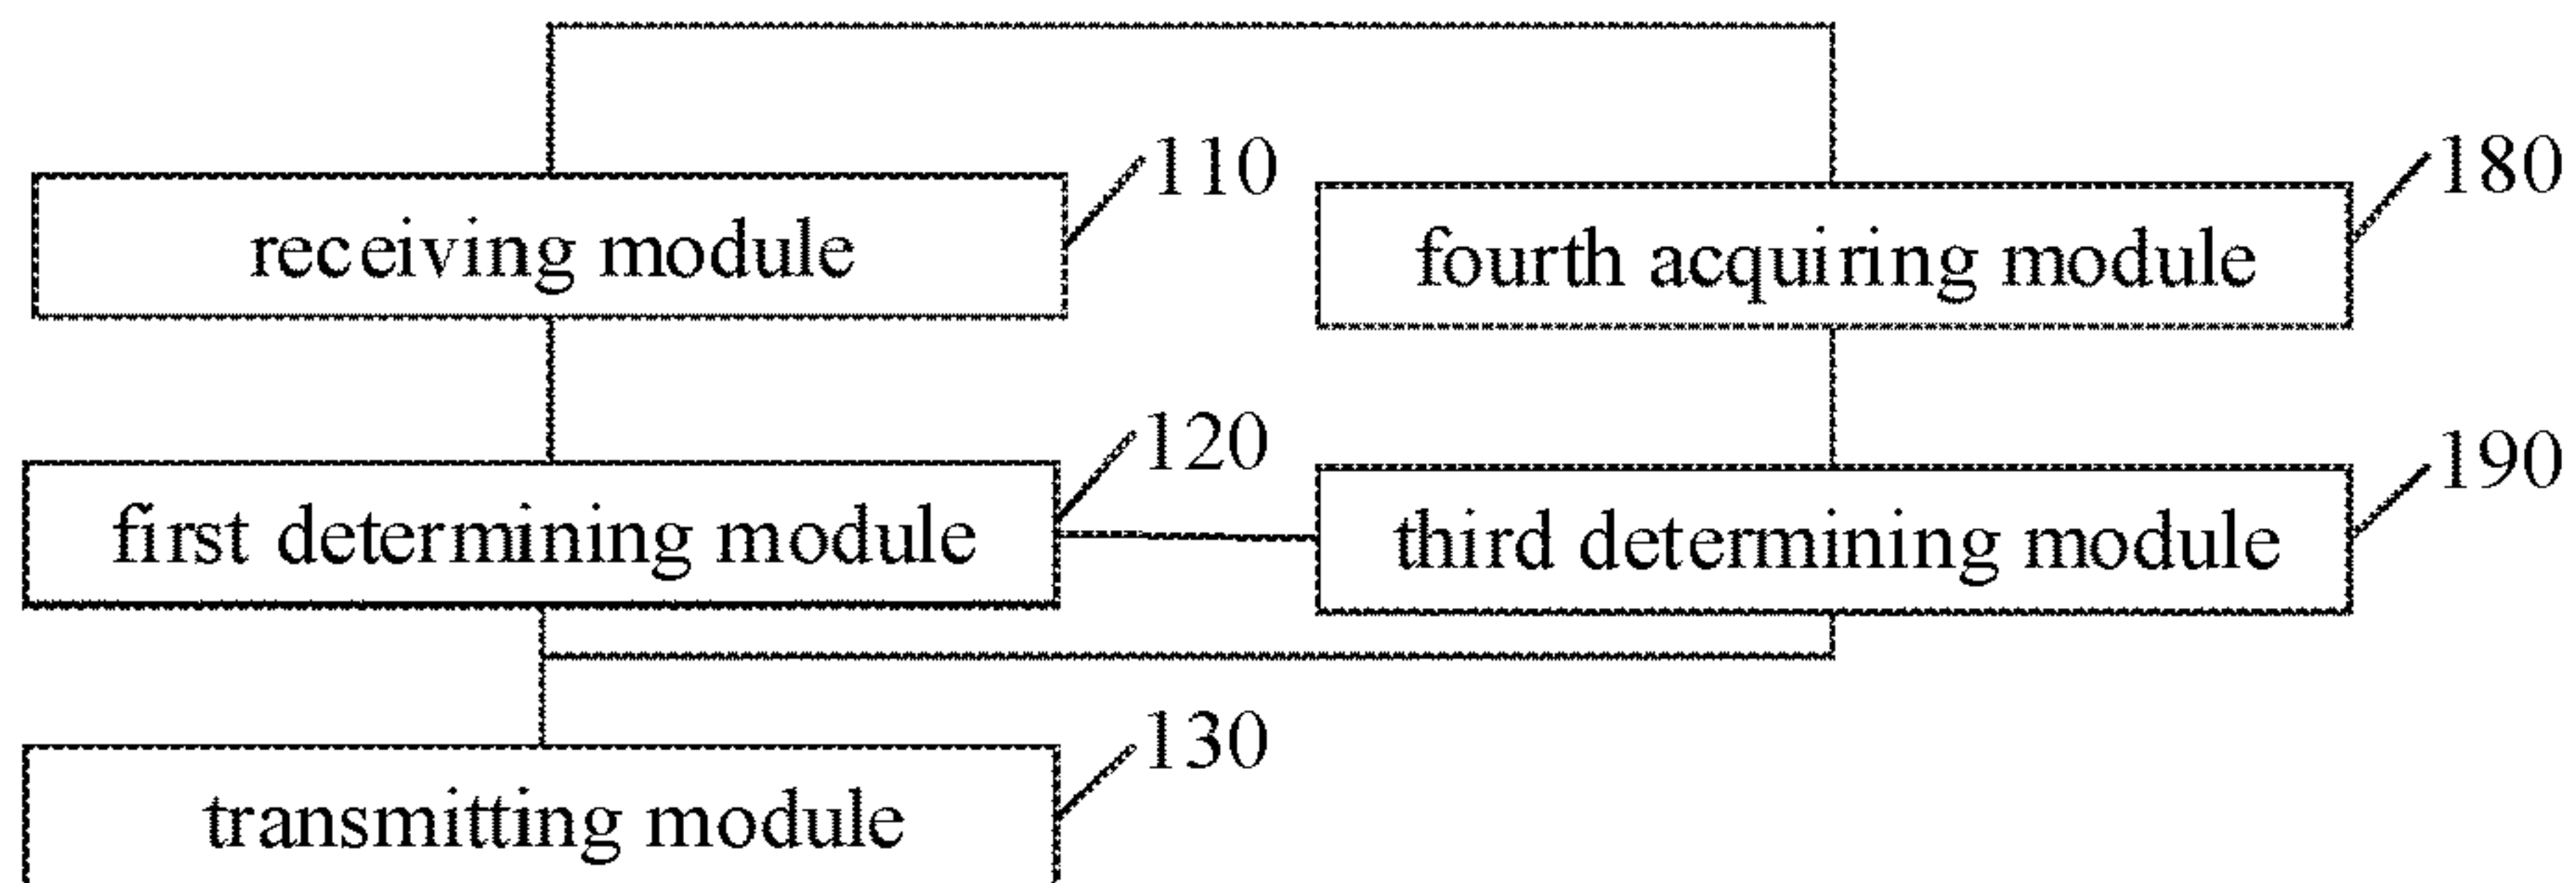 110
180
receiving module
fourth acquiring module
120
190
first determining module
third determining module
130
transmitting module